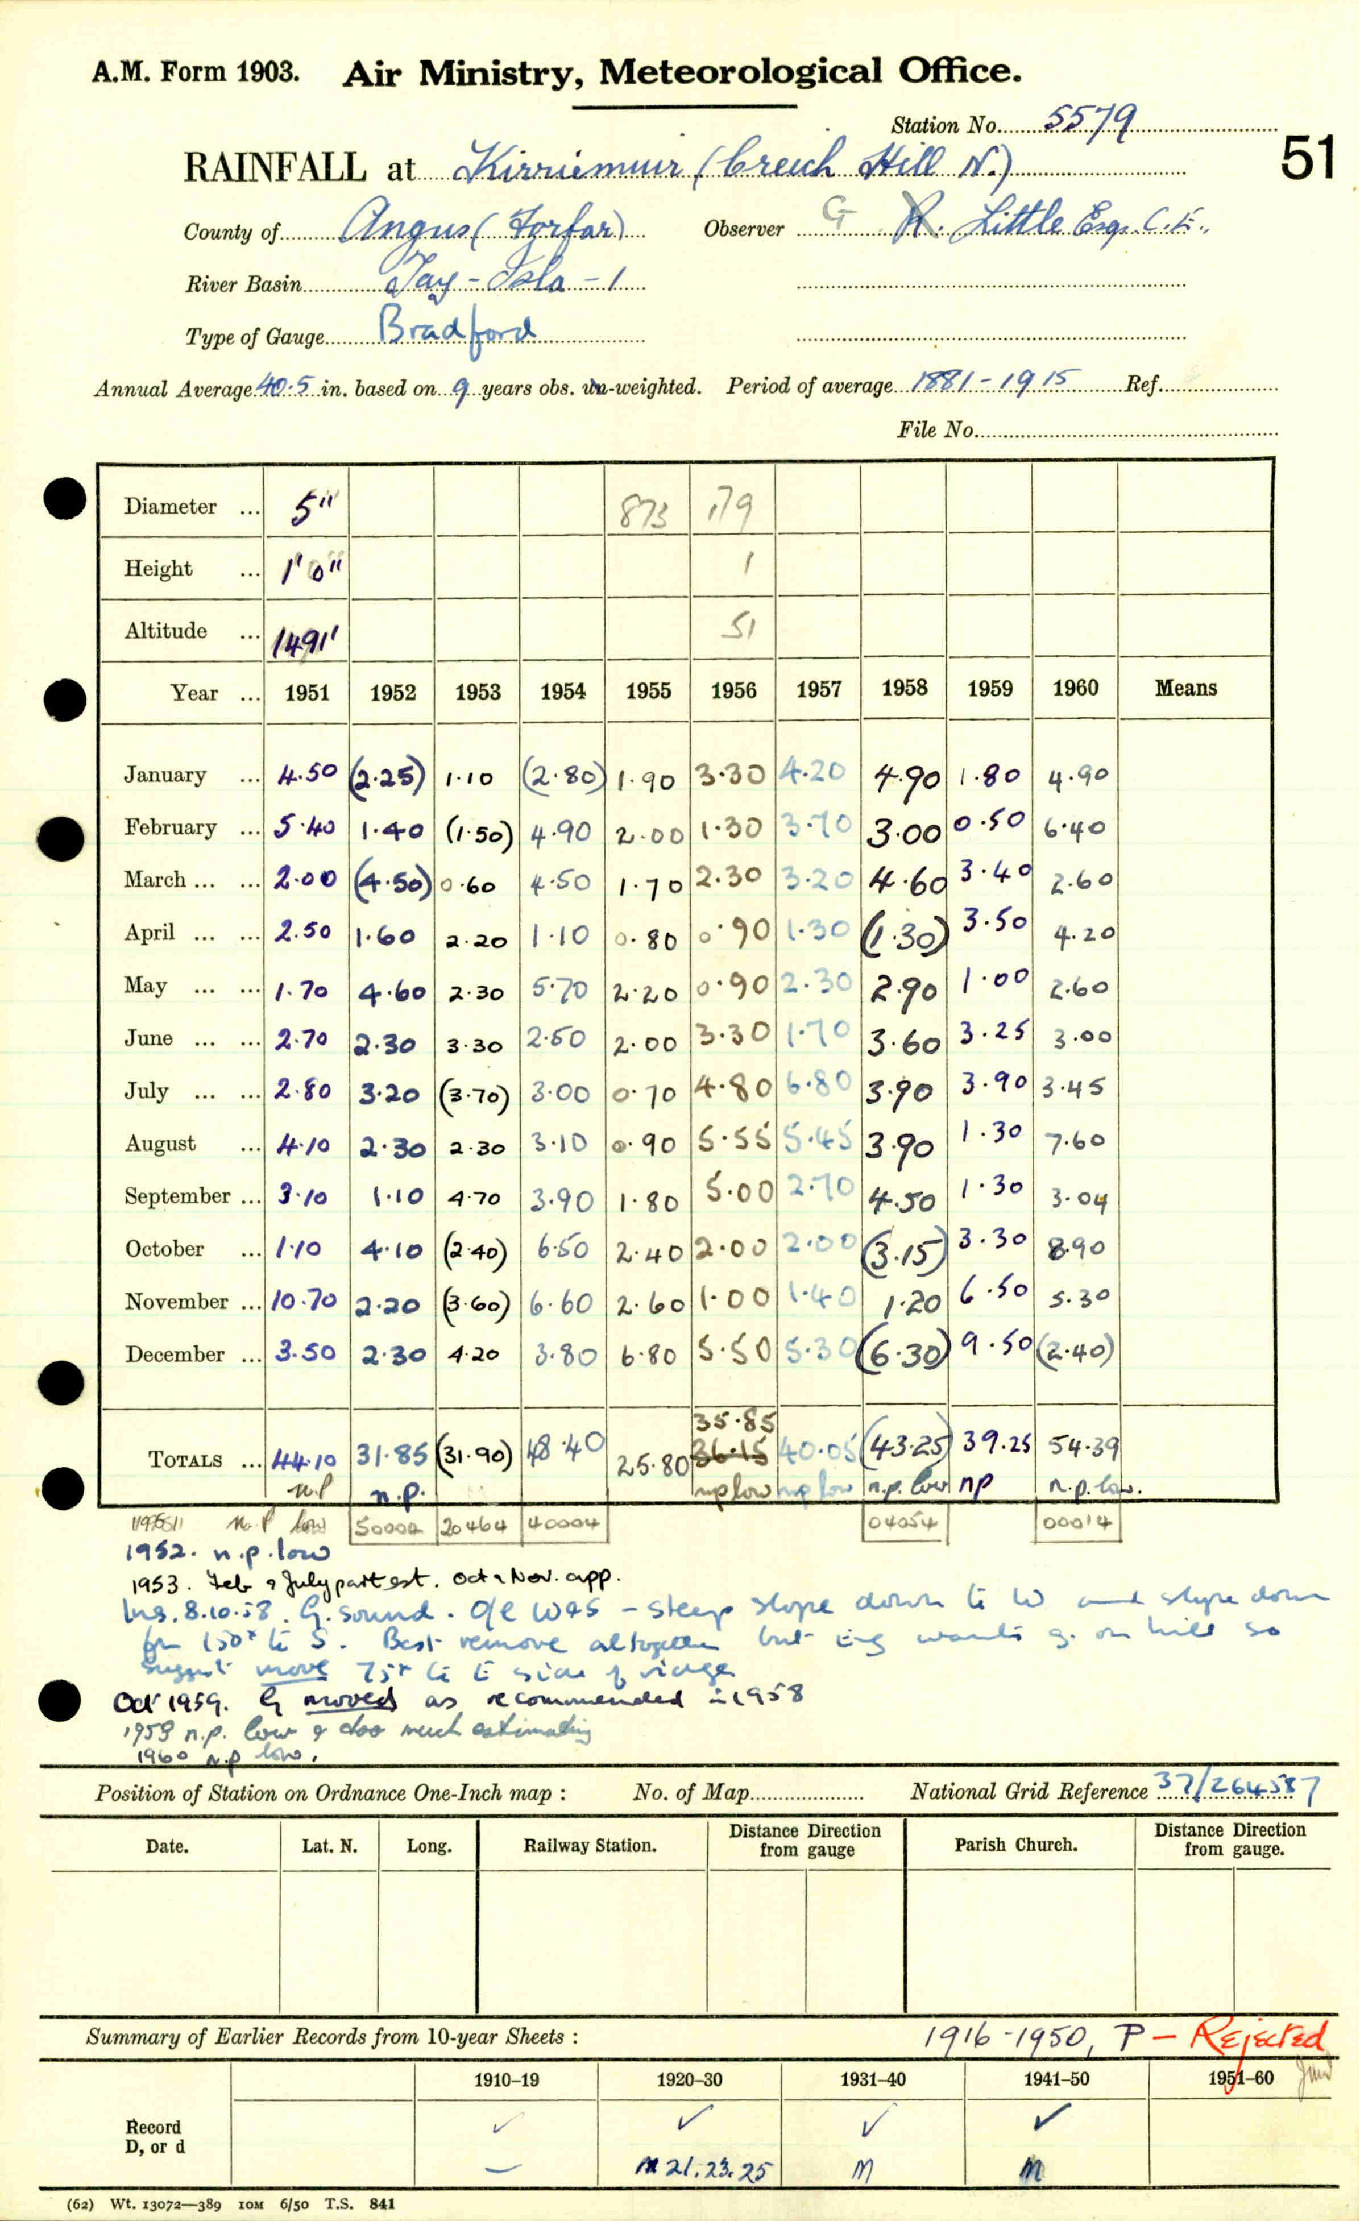 A.M. Form 1903. Air Ministry, Meteorological Office.
Station No. 5579
51
RAINFALL at Kirriemuir (Creich Hill N.)
County of Angus (Forfar) Observer G R. Little Esq. C.E.,
River Basin Tay - Isla - 1
Type of Gauge Bradford
Annual Average 40.5 in. based on 9 years obs. un-weighted. Period of average 1881-1915 Ref.
File No.
Diameter ... 5" 873 179
Height ... 1'0" 1
Altitude ... 1491' 51
Year ... 1951 1952 1953 1954 1955 1956 1957 1958 1959 1960 Means
January ... 4.50 (2.25) 1.10 (2.80) 1.90 3.30 4.20 4.90 1.80 4.90
February ... 5.40 1.40 (1.50) 4.90 2.00 1.30 3.70 3.00 0.50 6.40
March ... ... 2.00 (4.50) 0.60 4.50 1.70 2.30 3.20 4.60 3.40 2.60
April ... ... 2.50 1.60 2.20 1.10 0.80 0.90 1.30 (1.30) 3.50 4.20
May ... ... 1.70 4.60 2.30 5.70 2.20 0.90 2.30 2.90 1.00 2.60
June ... ... 2.70 2.30 3.30 2.50 2.00 3.30 1.70 3.60 3.25 3.00
July ... ... 2.80 3.20 (3.70) 3.00 0.70 4.80 6.80 3.90 3.90 3.45
August ... 4.10 2.30 2.30 3.10 0.90 5.55 5.45 3.90 1.30 7.60
September ... 3.10 1.10 4.70 3.90 1.80 5.00 2.70 4.50 1.30 3.04
October ... 1.10 4.10 (2.40) 6.50 2.40 2.00 2.00 (3.15) 3.30 8.90
November ... 10.70 2.20 (3.60) 6.60 2.60 1.00 1.40 1.20 6.50 5.30
December ... 3.50 2.30 4.20 3.80 6.80 5.50 5.30 (6.30) 9.50 (2.40)
35.85
TOTALS ... 44.10 31.85 (31.90) 48.40 25.80 36.15 40.05 (43.25) 39.25 54.39
n.p n.p. n.p low n.p low n.p. low np n.p. low.
n.p low 50004 20464 40004 04054 00014
1952. n.p. low
1953. Feb & July part est. Oct & Nov. app.
Ins. 8.10.58. G. sound. O/E W&S - steep slope down to W and slope down
for 150° to S. Best remove altogether but Eng wants g. on hill so
suggest move 75° to E side of ridge
Oct 1959. G moved as recommended in 1958
1958 n.p. low & too much estimating
1960 n.p low.
Position of Station on Ordnance One-Inch map : No. of Map National Grid Reference 37/264587
Date. Lat. N. Long. Railway Station. Distance from gauge Direction Parish Church. Distance from gauge. Direction
Summary of Earlier Records from 10-year Sheets : 1916-1950, P - Rejected
1910–19 1920–30 1931–40 1941–50 1951–60
Record ✓ ✓ ✓ ✓
D, or d — M 21.23.25 M M
(62) Wt. 13072—389 10M 6/50 T.S. 841